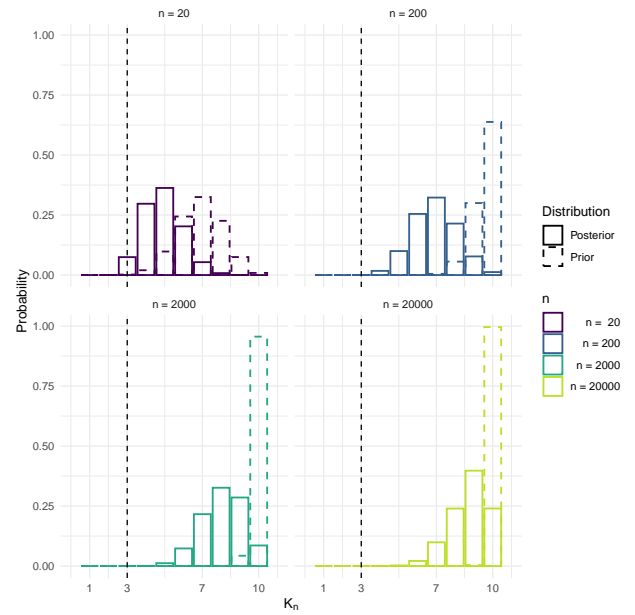 n = 20
n = 200
1.00
0.75
0.50
0.25
0.00
n = 2000
n = 20000
1.00
0.75
0.50
0.25
0.00
1
3
7
10
1
3
7
10
Probability
K_n
Distribution
Posterior
Prior
n
n = 20
n = 200
n = 2000
n = 20000